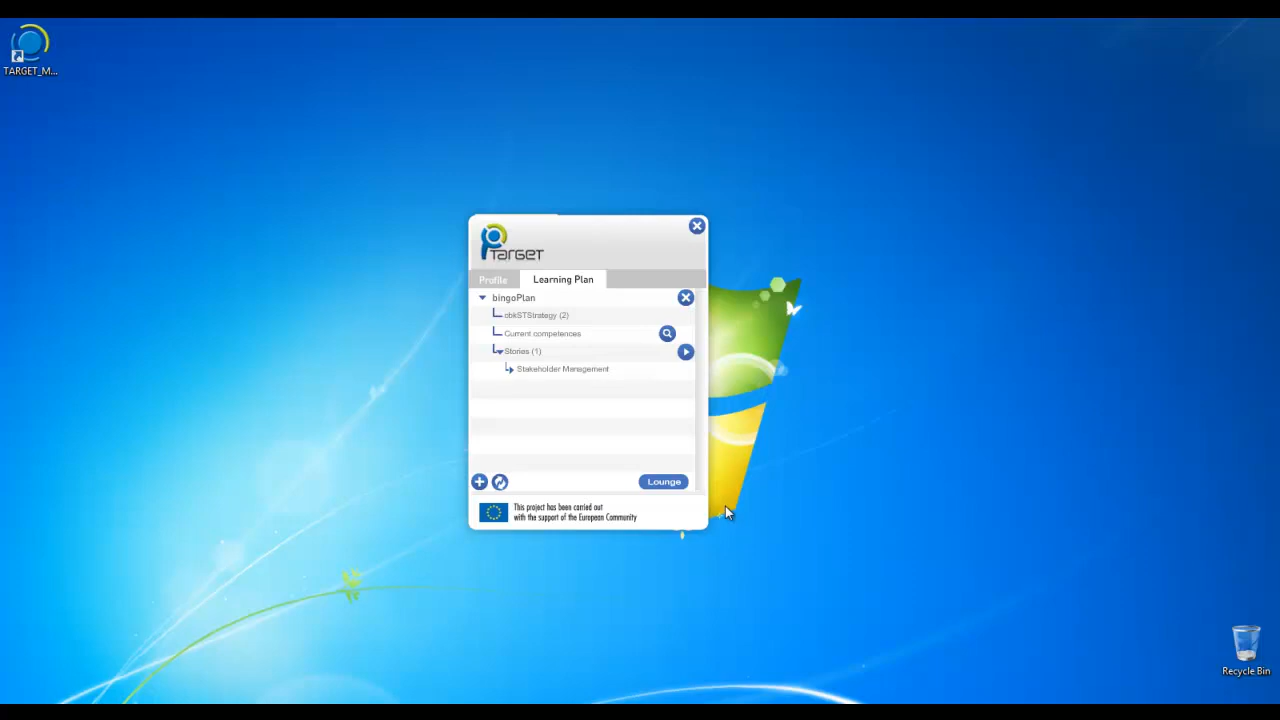 TARGET_M...
TARGET
Profile
Learning Plan
bingoPlan
cbkSTStrategy (2)
Current competences
Stories (1)
Stakeholder Management
Lounge
This project has been carried out
with the support of the European Community
Recycle Bin